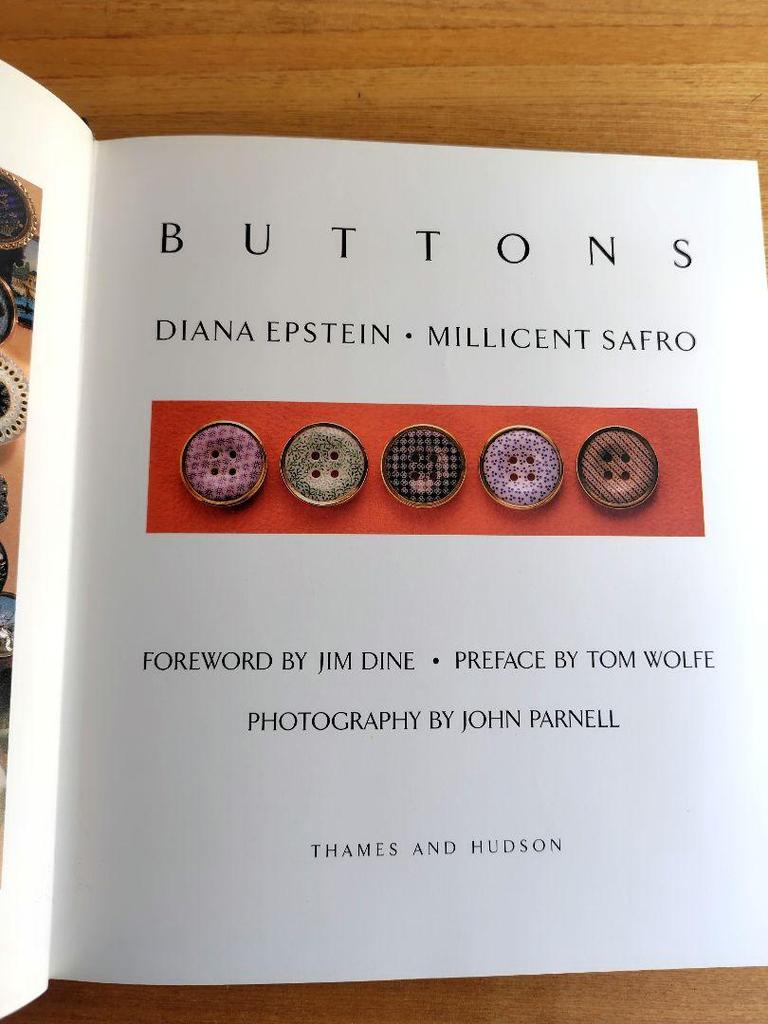 BUTTONS
DIANA EPSTEIN • MILLICENT SAFRO
FOREWORD BY JIM DINE • PREFACE BY TOM WOLFE
PHOTOGRAPHY BY JOHN PARNELL
THAMES AND HUDSON